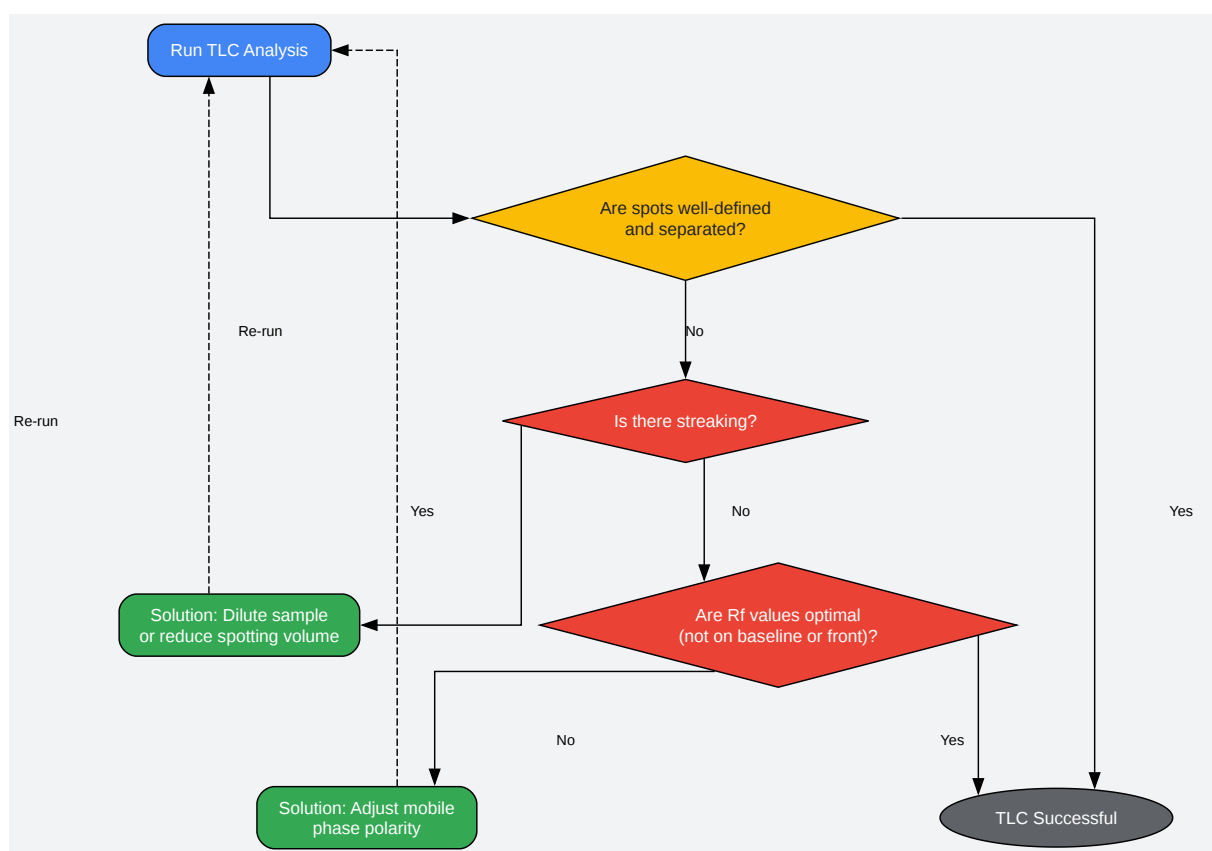 Run TLC Analysis
Are spots well-defined
and separated?
Re-run
No
Re-run
Is there streaking?
Yes
No
Yes
Solution: Dilute sample
or reduce spotting volume
Are Rf values optimal
(not on baseline or front)?
No
Yes
Solution: Adjust mobile
phase polarity
TLC Successful